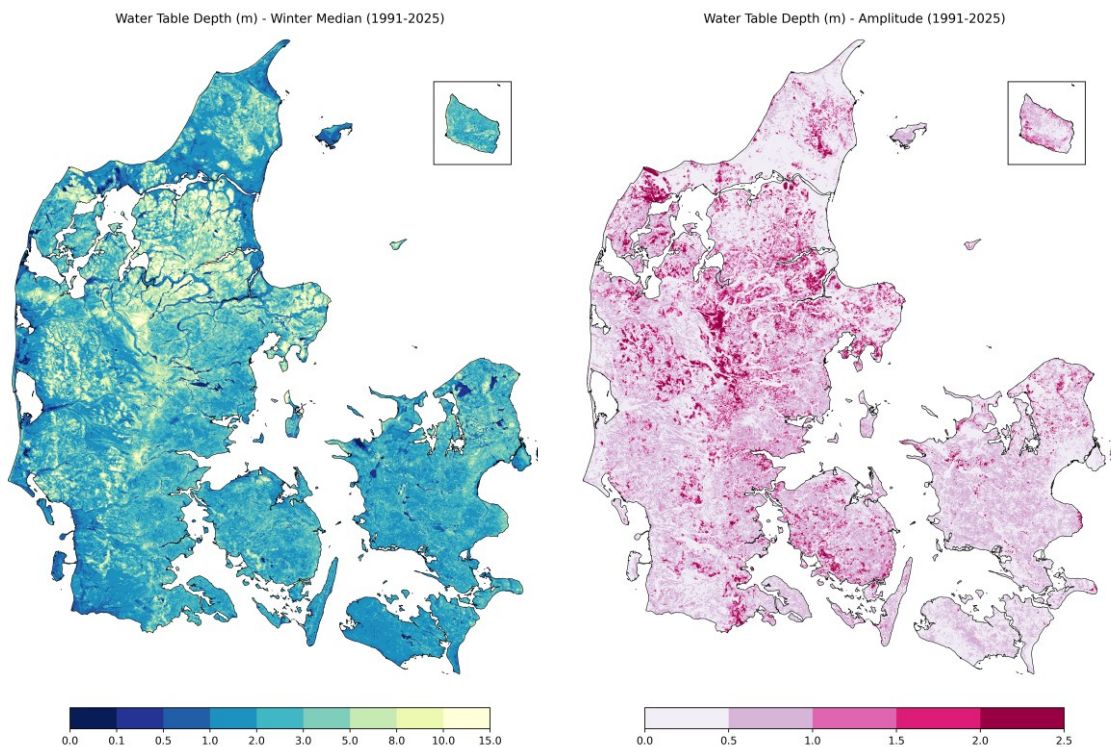 Water Table Depth (m) - Winter Median (1991-2025)
Water Table Depth (m) - Amplitude (1991-2025)
0.0 0.1 0.5 1.0 2.0 3.0 5.0 8.0 10.0 15.0
0.0 0.5 1.0 1.5 2.0 2.5